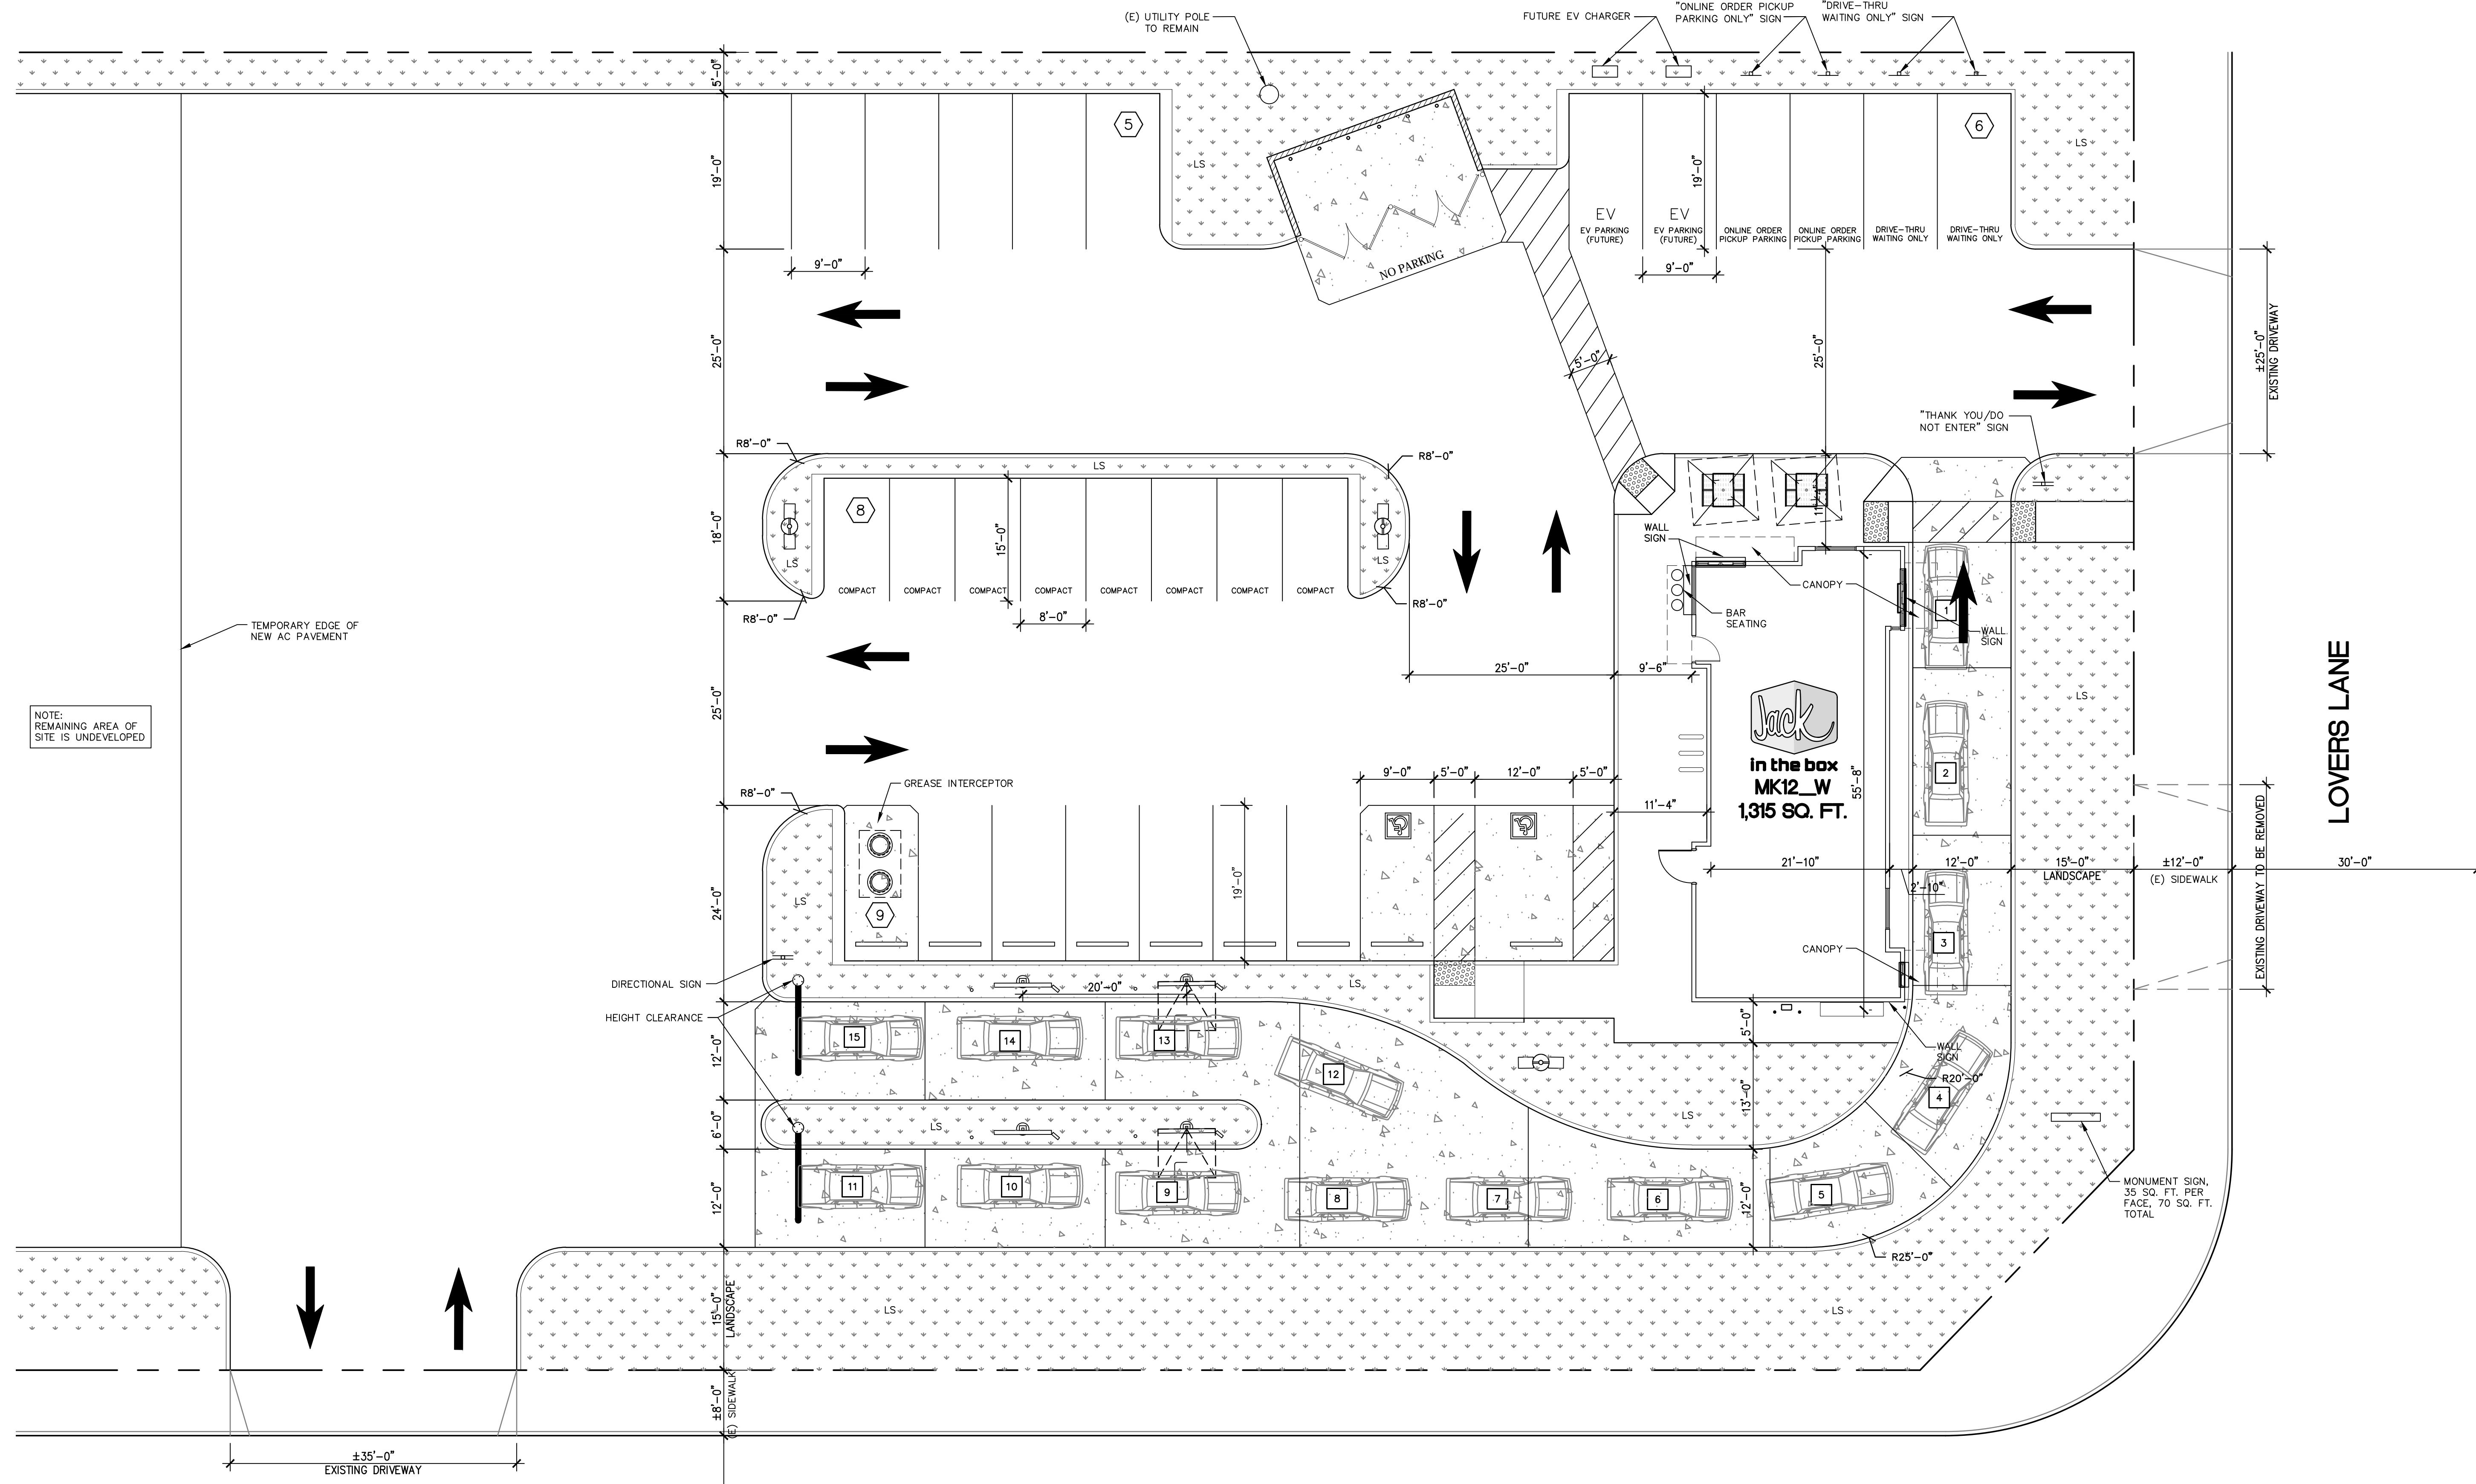 (E) UTILITY POLE
TO REMAIN
FUTURE EV CHARGER
"ONLINE ORDER PICKUP
PARKING ONLY" SIGN
"DRIVE-THRU
WAITING ONLY" SIGN
5'-0"
5
6
LS
LS
19'-0"
19'-0"
EV
EV PARKING
(FUTURE)
EV
EV PARKING
(FUTURE)
ONLINE ORDER
PICKUP PARKING
ONLINE ORDER
PICKUP PARKING
DRIVE-THRU
WAITING ONLY
DRIVE-THRU
WAITING ONLY
NO PARKING
9'-0"
9'-0"
25'-0"
5'-0"
25'-0"
±25'-0"
EXISTING DRIVEWAY
"THANK YOU/DO
NOT ENTER" SIGN
R8'-0"
LS
R8'-0"
8
18'-0"
15'-0"
11'-4"
WALL
SIGN
LS
LS
COMPACT
COMPACT
COMPACT
COMPACT
COMPACT
COMPACT
COMPACT
COMPACT
CANOPY
1
R8'-0"
8'-0"
R8'-0"
BAR
SEATING
WALL
SIGN
TEMPORARY EDGE OF
NEW AC PAVEMENT
25'-0"
25'-0"
9'-6"
LS
NOTE:
REMAINING AREA OF
SITE IS UNDEVELOPED
Jack
in the box
MK12_W
1,315 SQ. FT.
55'-8"
2
LOVERS LANE
GREASE INTERCEPTOR
R8'-0"
9'-0"
5'-0"
12'-0"
5'-0"
11'-4"
21'-10"
12'-0"
15'-0"
LANDSCAPE
±12'-0"
(E) SIDEWALK
30'-0"
2'-10"
EXISTING DRIVEWAY TO BE REMOVED
24'-0"
LS
9
19'-0"
CANOPY
3
DIRECTIONAL SIGN
20'-0"
LS
HEIGHT CLEARANCE
12'-0"
15
14
13
12
5'-0"
WALL
SIGN
R20'-0"
4
6'-0"
LS
LS
13'-0"
12'-0"
11
10
9
8
7
6
12'-0"
5
MONUMENT SIGN,
35 SQ. FT. PER
FACE, 70 SQ. FT.
TOTAL
R25'-0"
15'-0"
LANDSCAPE
LS
LS
±8'-0"
(E) SIDEWALK
±35'-0"
EXISTING DRIVEWAY